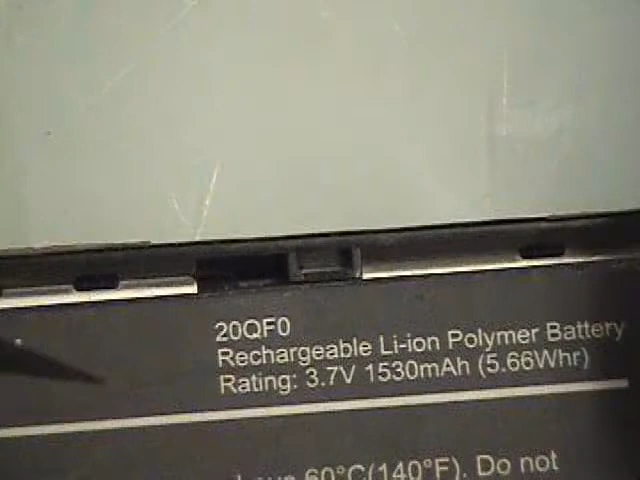 20QF0
Rechargeable Li-ion Polymer Battery
Rating: 3.7V 1530mAh (5.66Whr)
60°C(140°F). Do not